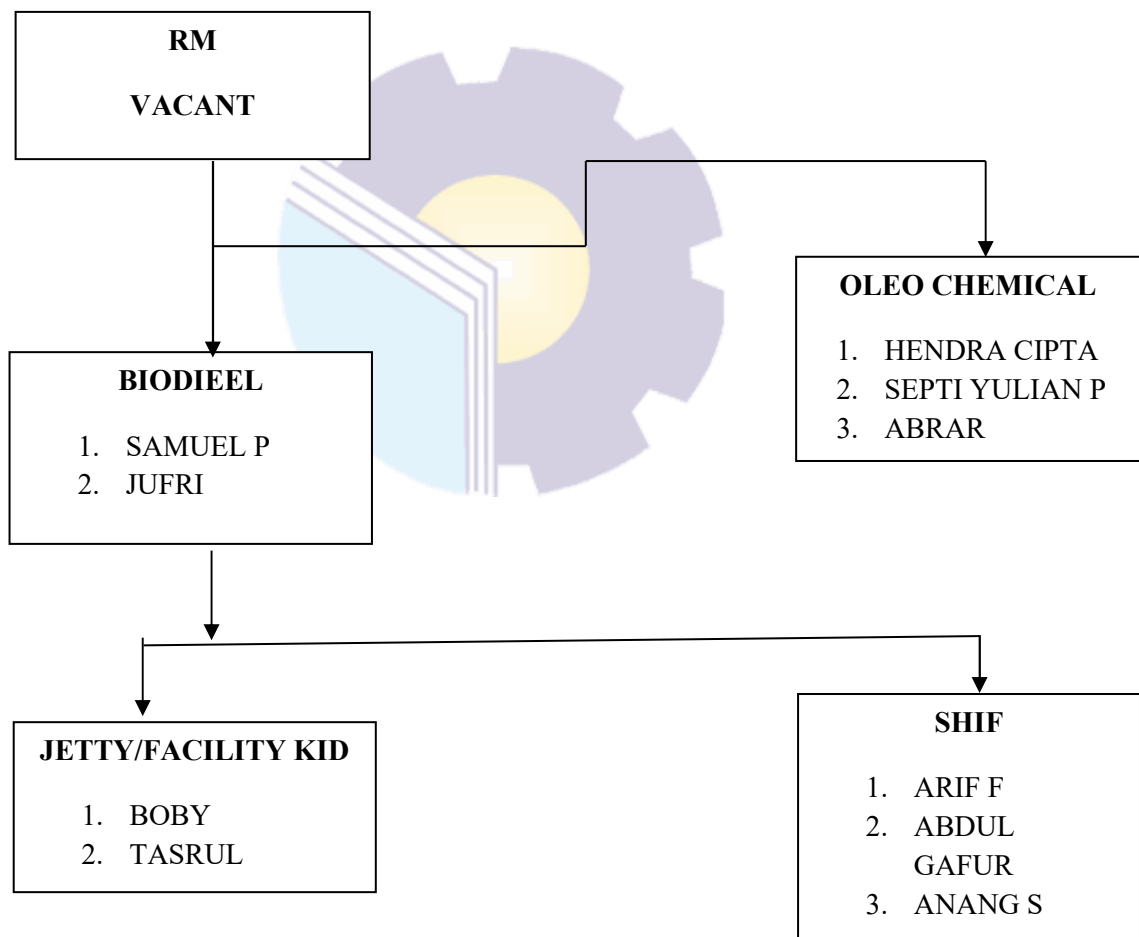 RM
VACANT
OLEO CHEMICAL
1. HENDRA CIPTA
2. SEPTI YULIAN P
3. ABRAR
BIODIEEL
1. SAMUEL P
2. JUFRI
JETTY/FACILITY KID
1. BOBY
2. TASRUL
SHIF
1. ARIF F
2. ABDUL
GAFUR
3. ANANG S